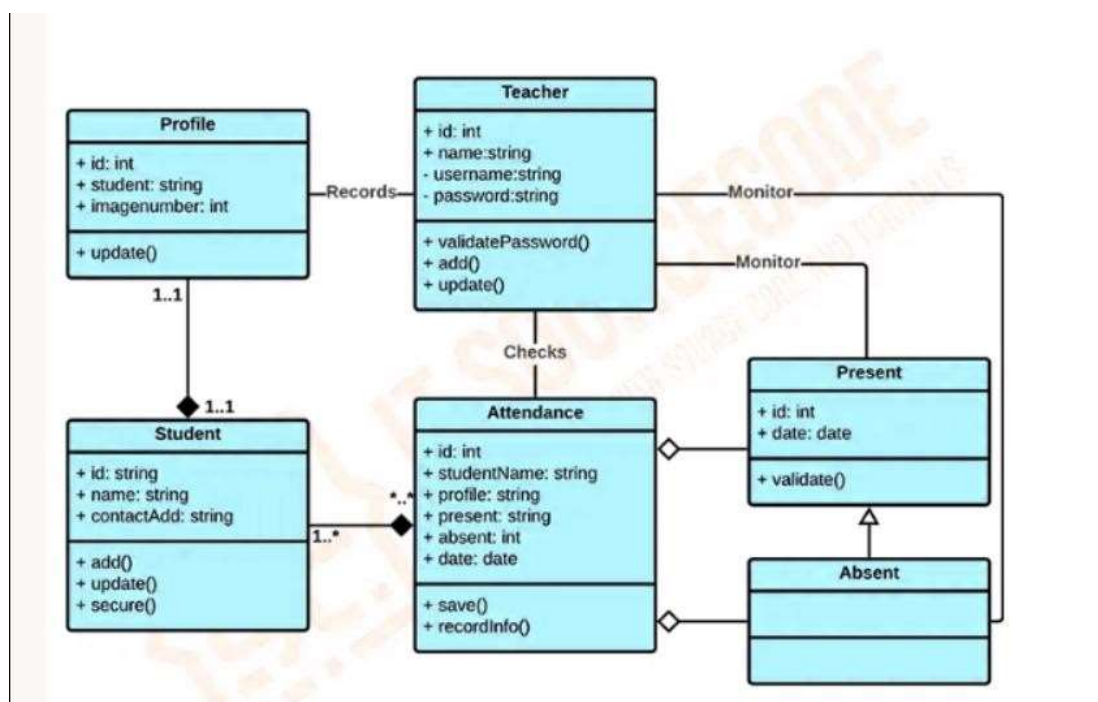 Teacher
+ id: int
+ name:string
- username:string
- password:string
+ validatePassword()
+ add()
+ update()
Profile
+ id: int
+ student: string
+ imagenumber: int
+ update()
Records
Monitor
Monitor
1..1
1..1
Checks
Student
+ id: string
+ name: string
+ contactAdd: string
+ add()
+ update()
+ secure()
1..*
*..*
Attendance
+ id: int
+ studentName: string
+ profile: string
+ present: string
+ absent: int
+ date: date
+ save()
+ recordInfo()
Present
+ id: int
+ date: date
+ validate()
Absent